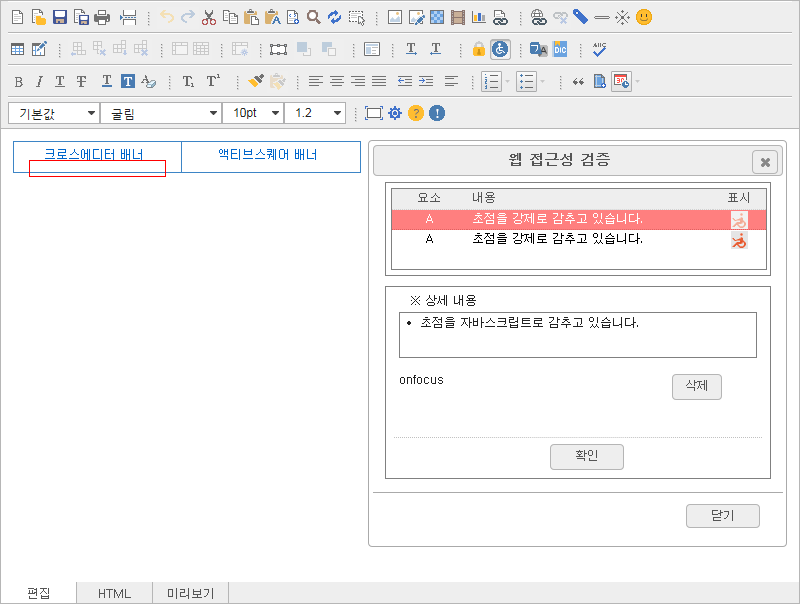 기본값 굴림 10pt 1.2
크로스에디터 배너 액티브스퀘어 배너
웹 접근성 검증
요소 내용 표시
A 초점을 강제로 감추고 있습니다.
A 초점을 강제로 감추고 있습니다.
※ 상세 내용
• 초점을 자바스크립트로 감추고 있습니다.
onfocus 삭제
확인
닫기
편집 HTML 미리보기